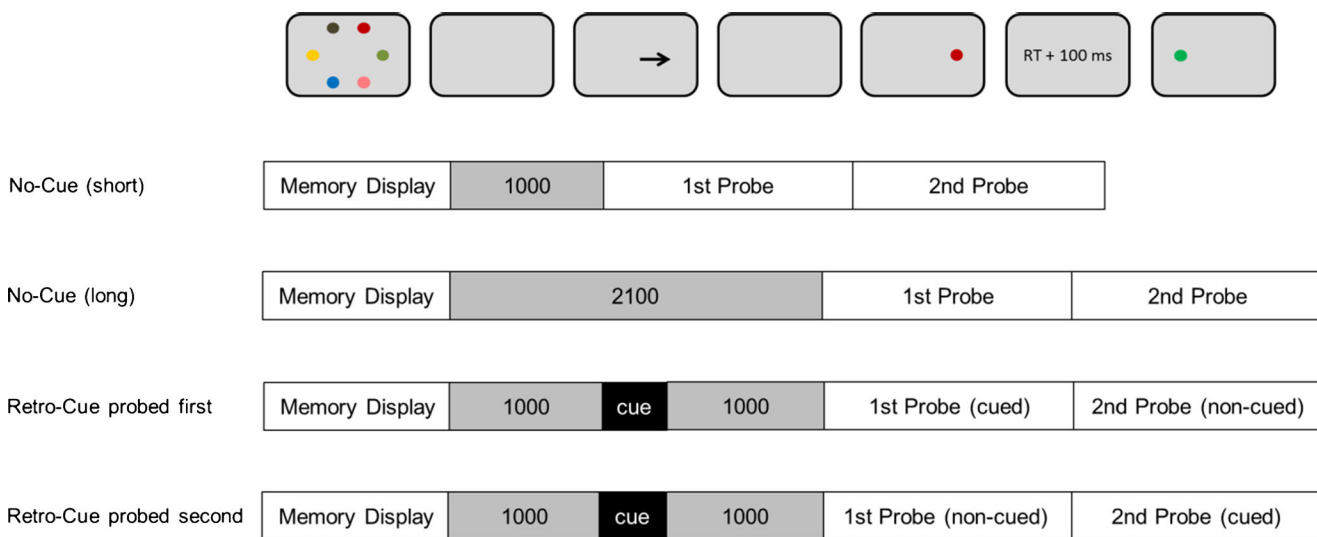 RT + 100 ms
No-Cue (short) Memory Display 1000 1st Probe 2nd Probe
No-Cue (long) Memory Display 2100 1st Probe 2nd Probe
Retro-Cue probed first Memory Display 1000 cue 1000 1st Probe (cued) 2nd Probe (non-cued)
Retro-Cue probed second Memory Display 1000 cue 1000 1st Probe (non-cued) 2nd Probe (cued)